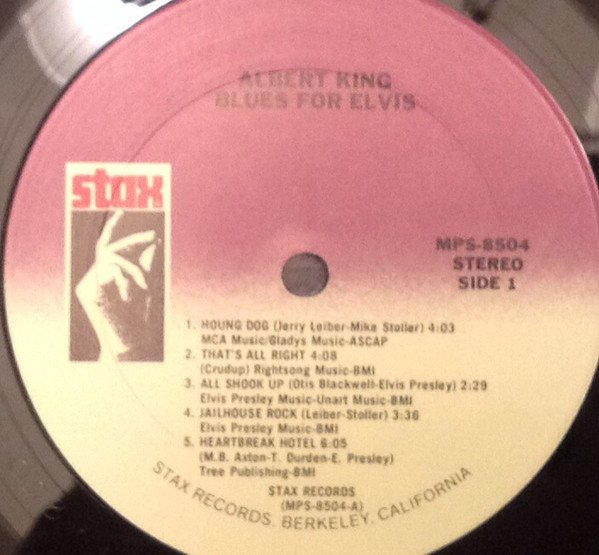 ALBERT KING
BLUES FOR ELVIS
stax
MPS-8504
STEREO
SIDE 1
1. HOUNG DOG (Jerry Leiber-Mike Stoller) 4:03
MCA Music/Gladys Music-ASCAP
2. THAT'S ALL RIGHT 4:08
(Crudup) Rightsong Music-BMI
3. ALL SHOOK UP (Otis Blackwell-Elvis Presley) 2:29
Elvis Presley Music-Unart Music-BMI
4. JAILHOUSE ROCK (Leiber-Stoller) 3:36
Elvis Presley Music-BMI
5. HEARTBREAK HOTEL 6:05
(M.B. Axton-T. Durden-E. Presley)
Tree Publishing-BMI
STAX RECORDS
(MPS-8504-A)
STAX RECORDS, BERKELEY, CALIFORNIA